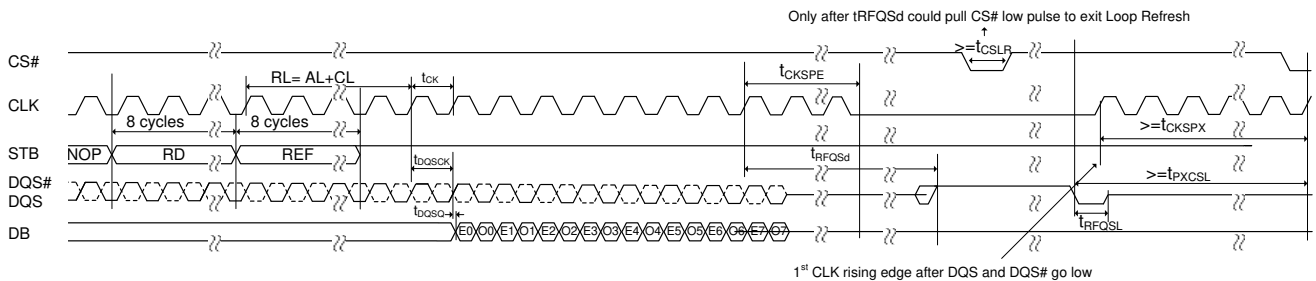 Only after tRFQSd could pull CS# low pulse to exit Loop Refresh
CS#
>=tCSLR
RL= AL+CL
tCK
tCKSPE
CLK
8 cycles
8 cycles
>=tCKSPX
STB
NOP
RD
REF
tDQSCK
tRFQSd
DQS#
DQS
>=tPXCSL
tDQSQ
tRFQSL
DB
E0 O0 E1 O1 E2 O2 E3 O3 E4 O4 E5 O5 E6 O6 E7 O7
1st CLK rising edge after DQS and DQS# go low